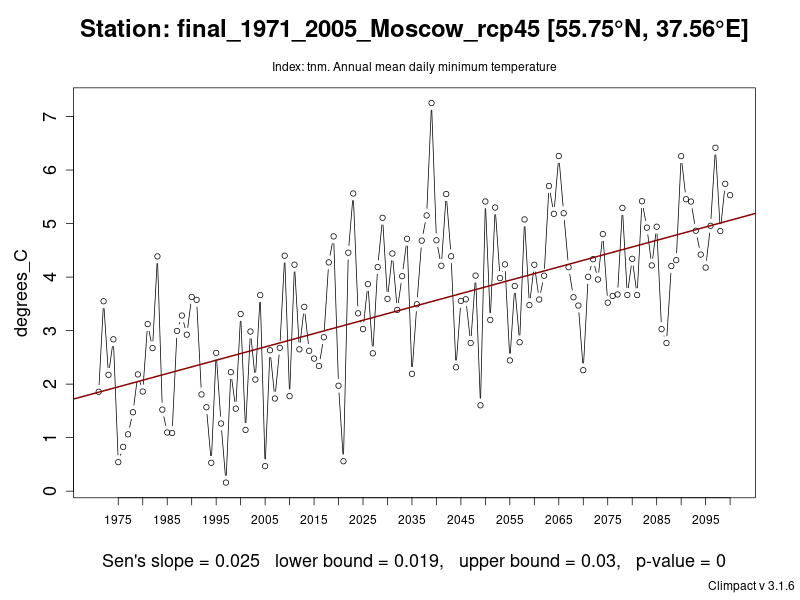 Station: final_1971_2005_Moscow_rcp45 [55.75°N, 37.56°E]
Index: tnm. Annual mean daily minimum temperature
7
6
5
4
3
2
1
0
degrees_C
1975 1985 1995 2005 2015 2025 2035 2045 2055 2065 2075 2085 2095
Sen's slope = 0.025 lower bound = 0.019, upper bound = 0.03, p-value = 0
Climpact v 3.1.6